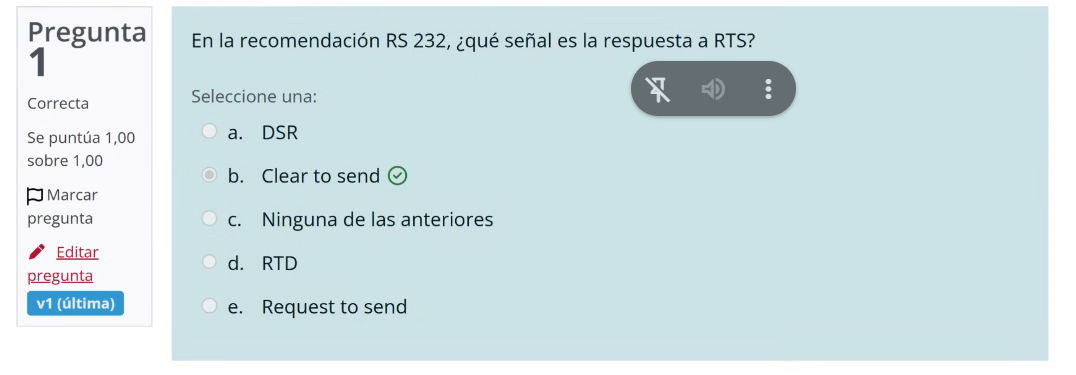 Pregunta
1
Correcta
Se puntúa 1,00
sobre 1,00
Marcar
pregunta
Editar
pregunta
v1 (última)
En la recomendación RS 232, ¿qué señal es la respuesta a RTS?
Seleccione una:
a. DSR
b. Clear to send
c. Ninguna de las anteriores
d. RTD
e. Request to send